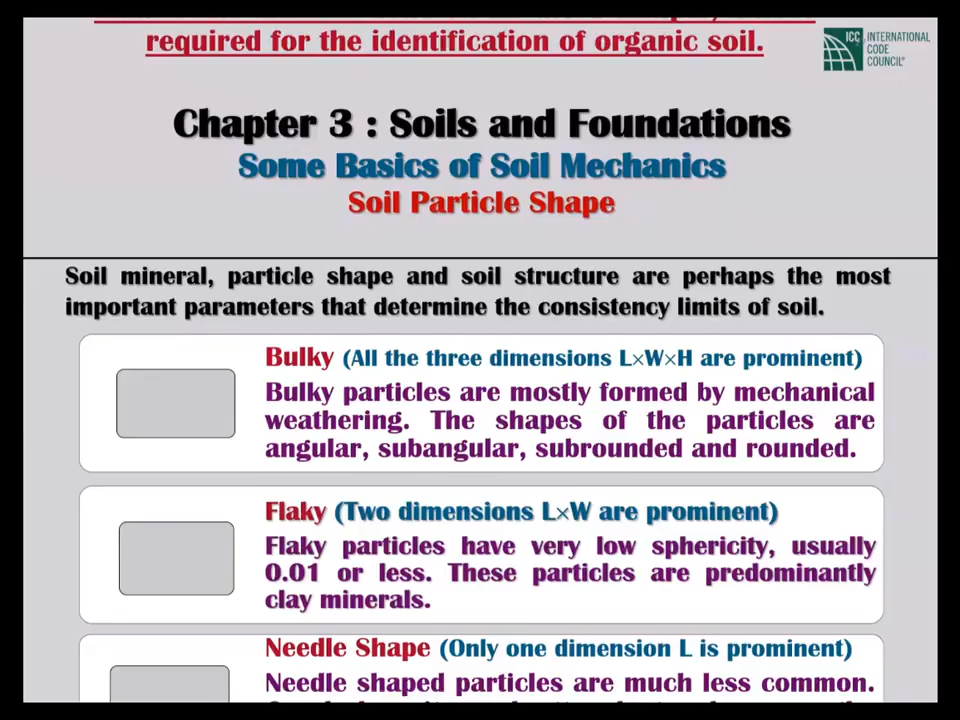 required for the identification of organic soil.
ICC INTERNATIONAL
CODE
COUNCIL
Chapter 3 : Soils and Foundations
Some Basics of Soil Mechanics
Soil Particle Shape
Soil mineral, particle shape and soil structure are perhaps the most
important parameters that determine the consistency limits of soil.
Bulky (All the three dimensions L×W×H are prominent)
Bulky particles are mostly formed by mechanical
weathering. The shapes of the particles are
angular, subangular, subrounded and rounded.
Flaky (Two dimensions L×W are prominent)
Flaky particles have very low sphericity, usually
0.01 or less. These particles are predominantly
clay minerals.
Needle Shape (Only one dimension L is prominent)
Needle shaped particles are much less common.